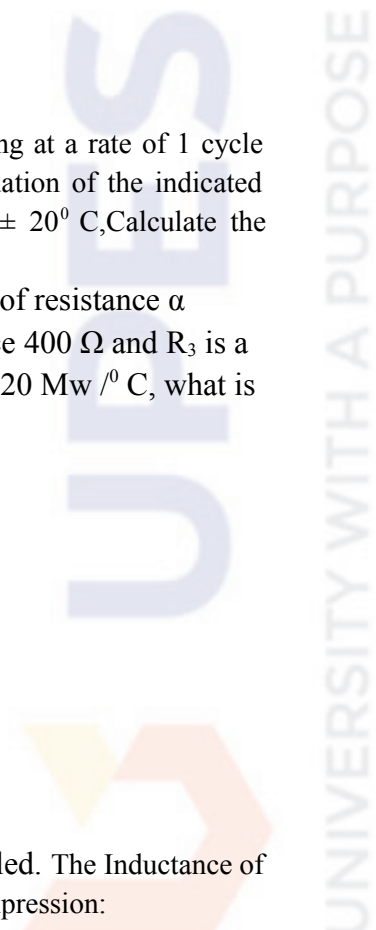 ng at a rate of 1 cycle
ation of the indicated
± 20⁰ C,Calculate the
of resistance α
e 400 Ω and R₃ is a
20 Mw /⁰ C, what is
led. The Inductance of
pression:
UPES
UNIVERSITY WITH A PURPOSE